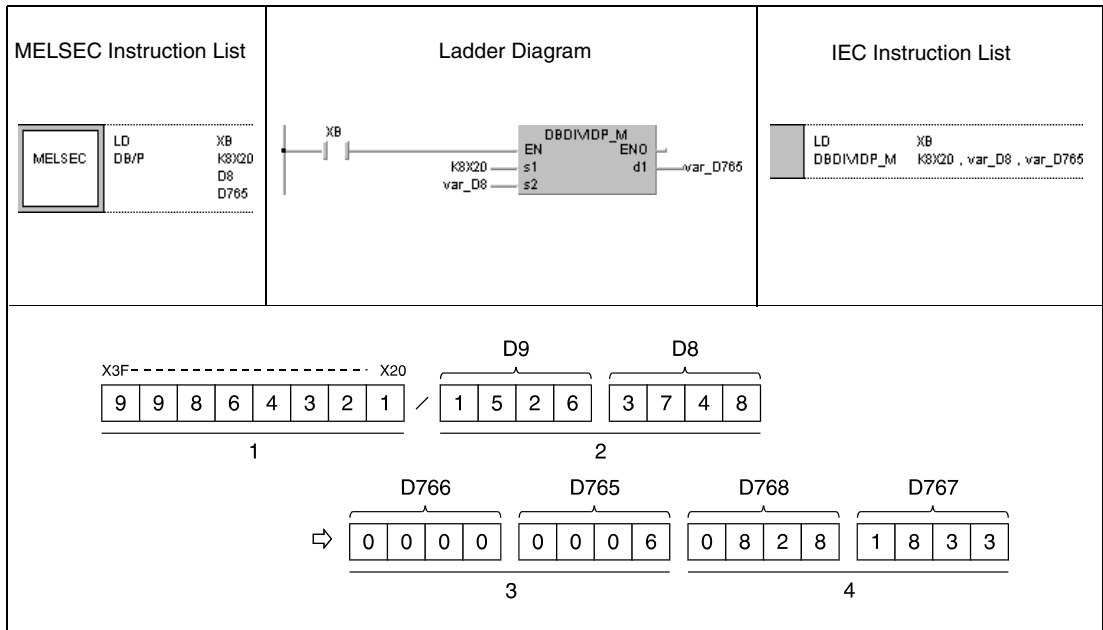 MELSEC Instruction List
MELSEC
LD XB
DB/P K8X20
D8
D765
Ladder Diagram
XB
DBDIVDP_M
EN ENO
K8X20 s1 d1 var_D765
var_D8 s2
IEC Instruction List
LD XB
DBDIVDP_M K8X20 , var_D8 , var_D765
D9 D8
X3F X20
9 9 8 6 4 3 2 1 / 1 5 2 6 3 7 4 8
1 2
D766 D765 D768 D767
⇨ 0 0 0 0 0 0 0 6 0 8 2 8 1 8 3 3
3 4